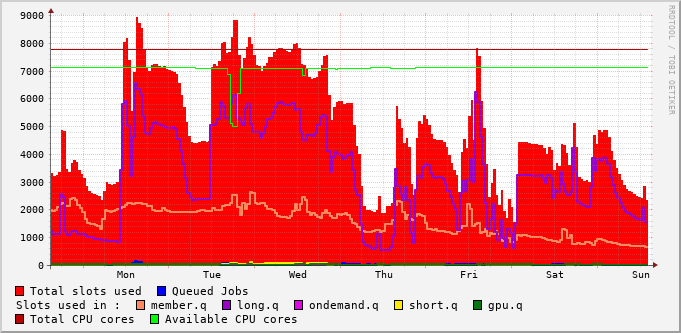 RRDTOOL / TOBI OETIKER
9000
8000
7000
6000
5000
4000
3000
2000
1000
0
Mon Tue Wed Thu Fri Sat Sun
Total slots used Queued Jobs
Slots used in : member.q long.q ondemand.q short.q gpu.q
Total CPU cores Available CPU cores